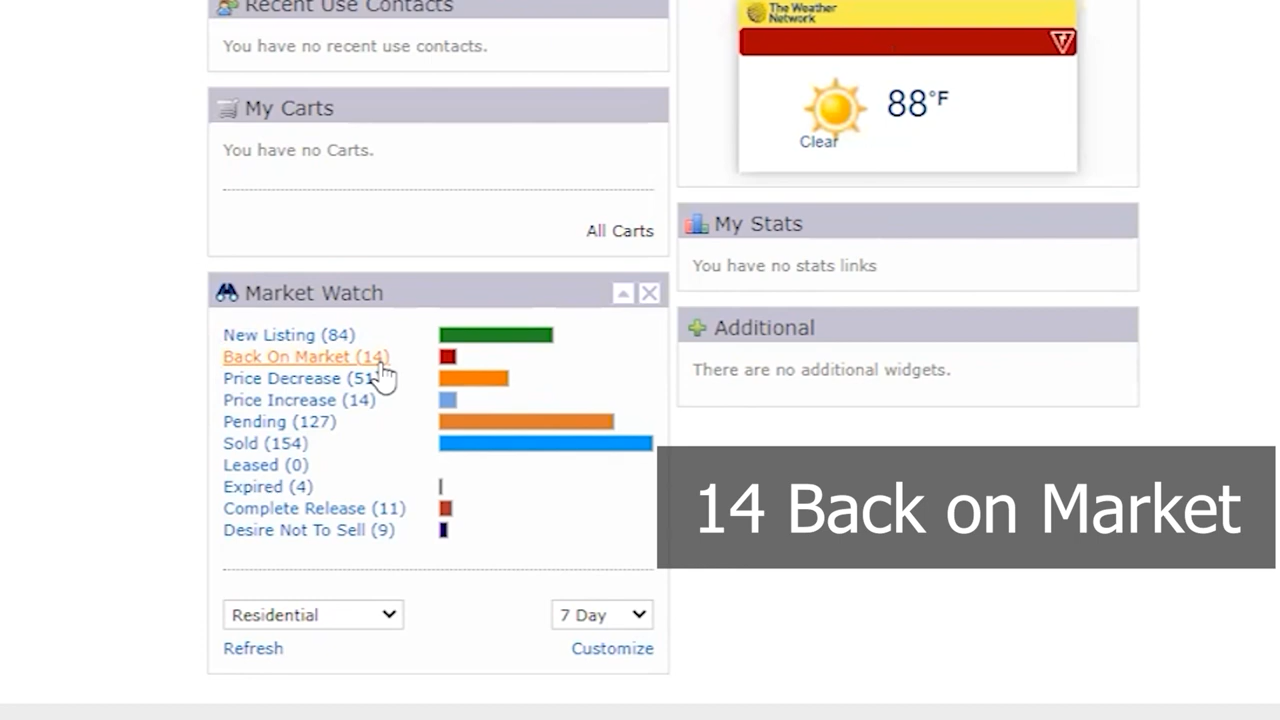 Recent Use Contacts
You have no recent use contacts.
My Carts
You have no Carts.
All Carts
Market Watch
New Listing (84)
Back On Market (14)
Price Decrease (51)
Price Increase (14)
Pending (127)
Sold (154)
Leased (0)
Expired (4)
Complete Release (11)
Desire Not To Sell (9)
Residential
7 Day
Refresh
Customize
The Weather
Network
88°F
Clear
My Stats
You have no stats links
Additional
There are no additional widgets.
14 Back on Market